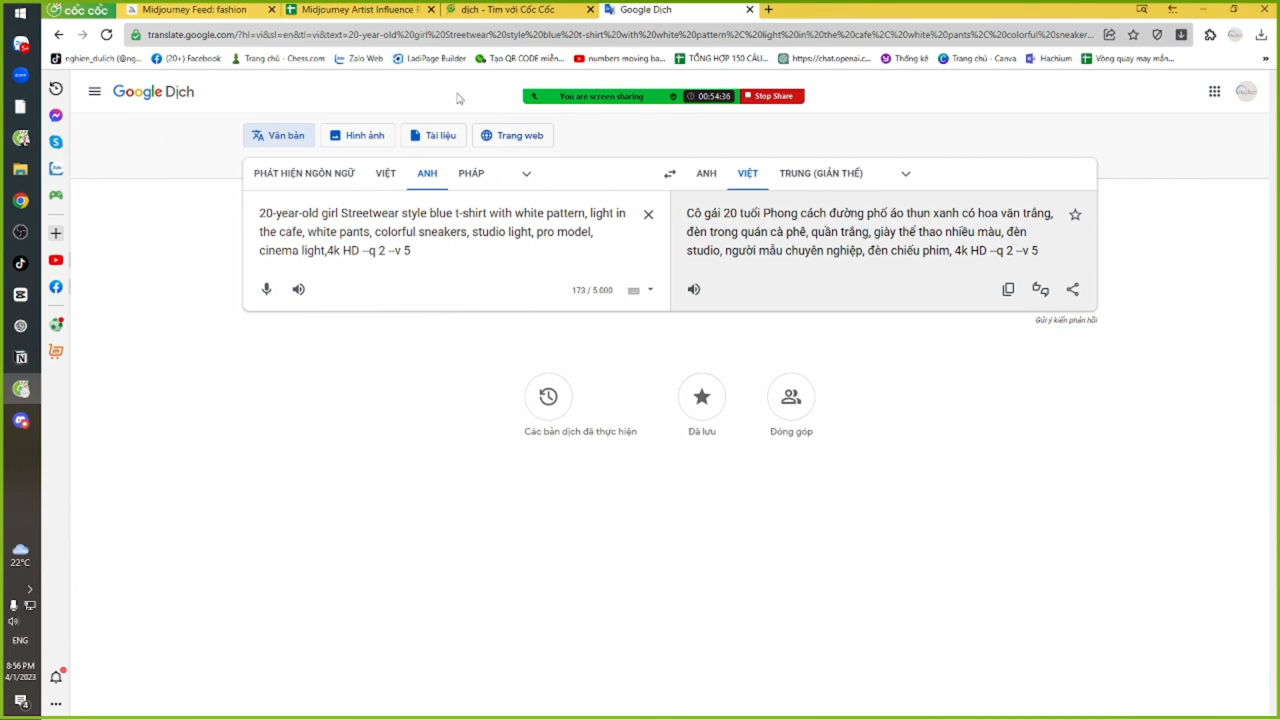 cốc cốc
Midjourney Feed: fashion
Midjourney Artist Influence
dịch - Tìm với Cốc Cốc
Google Dịch
translate.google.com/?hl=vi&sl=en&tl=vi&text=20-year-old%20girl%20Streetwear%20style%20blue%20t-shirt%20with%20white%20pattern%2C%20light%20in%20the%20cafe%2C%20white%20pants%2C%20colorful%20sneaker...
nghien_dulich (@ng...
(20+) Facebook
Trang chủ - Chess.com
Zalo Web
LadiPage Builder
Tạo QR CODE miễn...
numbers moving ba...
TỔNG HỢP 150 CÂU...
https://chat.openai.c...
Thống kê
Trang chủ - Canva
Hachium
Vòng quay may mắn...
Google Dịch
You are screen sharing
00:54:36
Stop Share
Văn bản
Hình ảnh
Tài liệu
Trang web
PHÁT HIỆN NGÔN NGỮ VIỆT ANH PHÁP
ANH VIỆT TRUNG (GIẢN THỂ)
20-year-old girl Streetwear style blue t-shirt with white pattern, light in
the cafe, white pants, colorful sneakers, studio light, pro model,
cinema light,4k HD --q 2 --v 5
173 / 5.000
Cô gái 20 tuổi Phong cách đường phố áo thun xanh có hoa văn trắng,
đèn trong quán cà phê, quần trắng, giày thể thao nhiều màu, đèn
studio, người mẫu chuyên nghiệp, đèn chiếu phim, 4k HD --q 2 --v 5
Gửi ý kiến phản hồi
Các bản dịch đã thực hiện
Đã lưu
Đóng góp
22°C
ENG
8:56 PM
4/1/2023